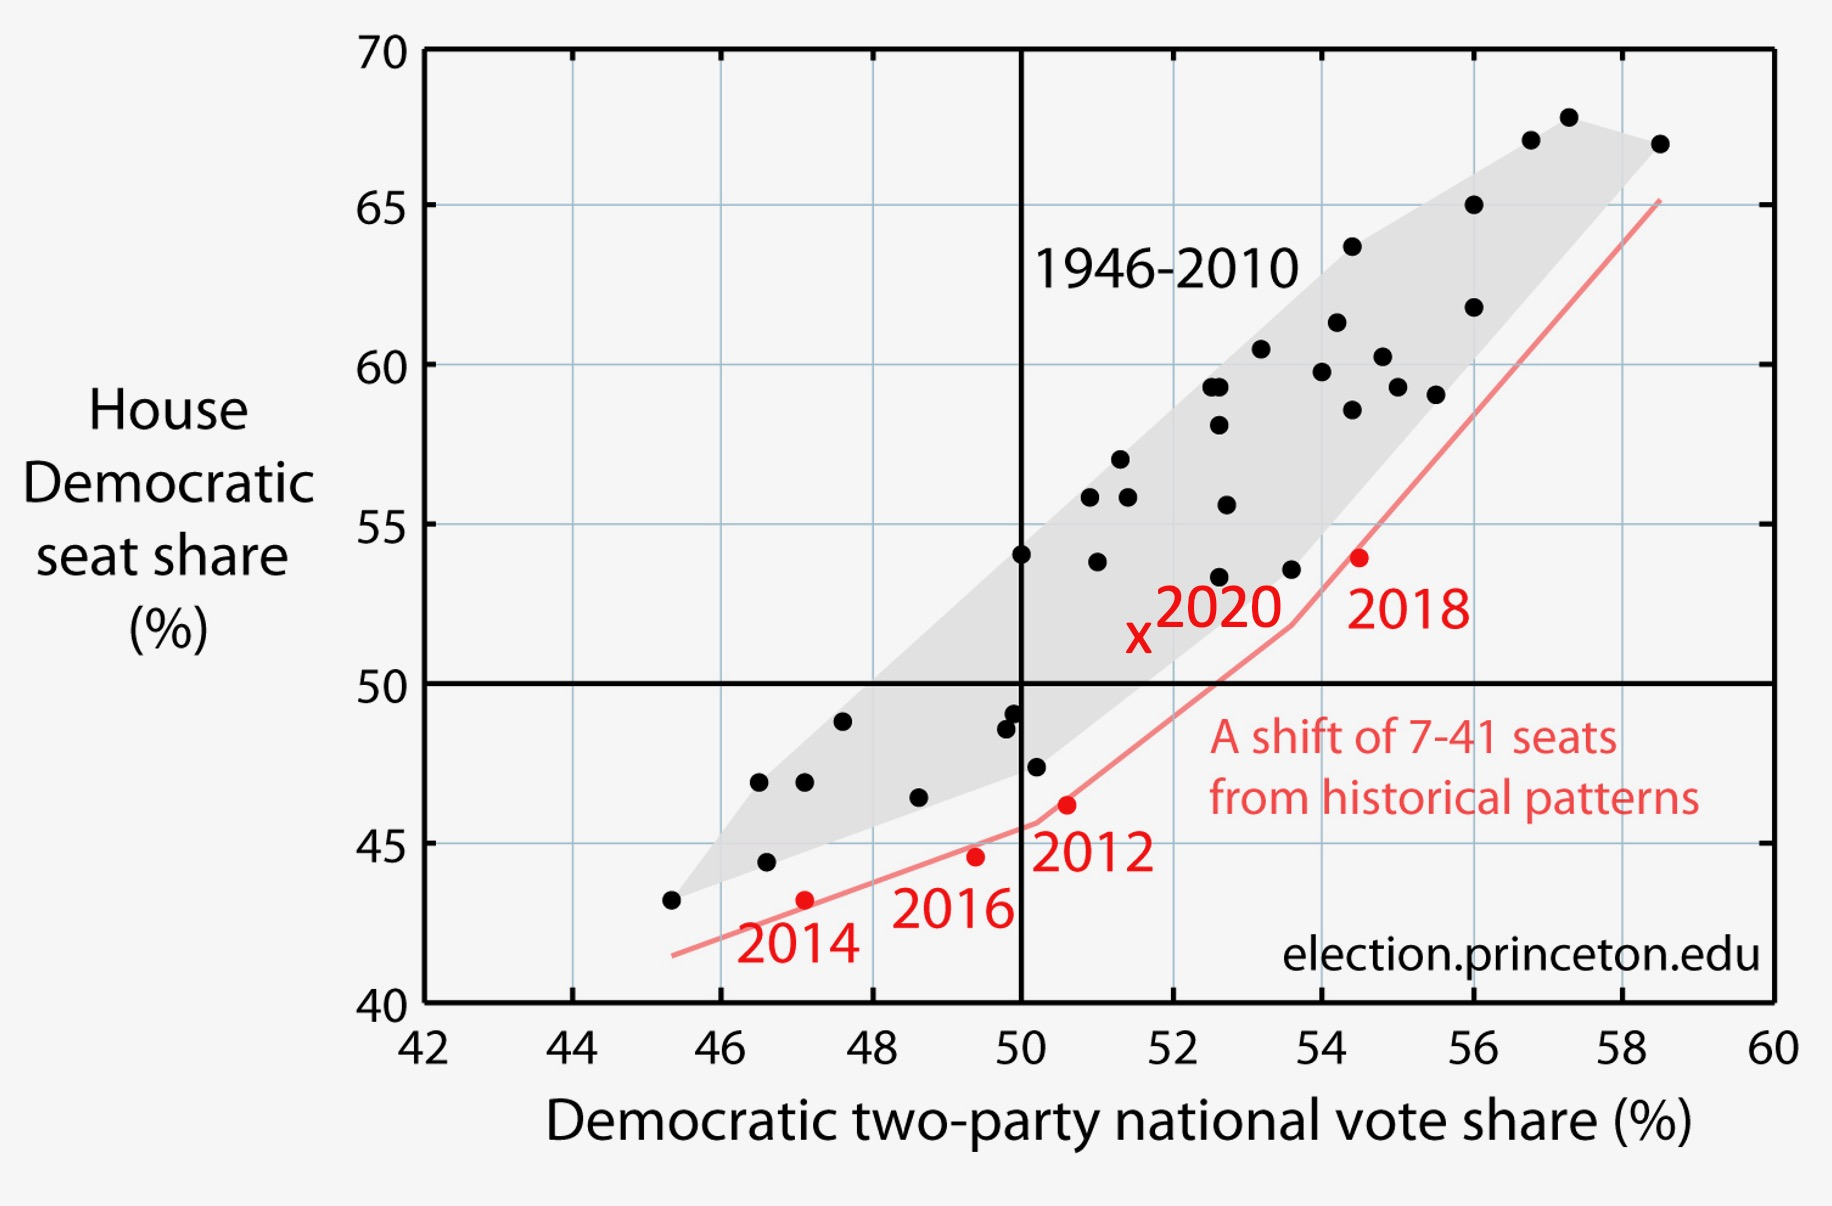 70
65
60
55
50
45
40
House
Democratic
seat share
(%)
1946-2010
2020
x
2018
A shift of 7-41 seats
from historical patterns
2012
2016
2014
election.princeton.edu
42 44 46 48 50 52 54 56 58 60
Democratic two-party national vote share (%)